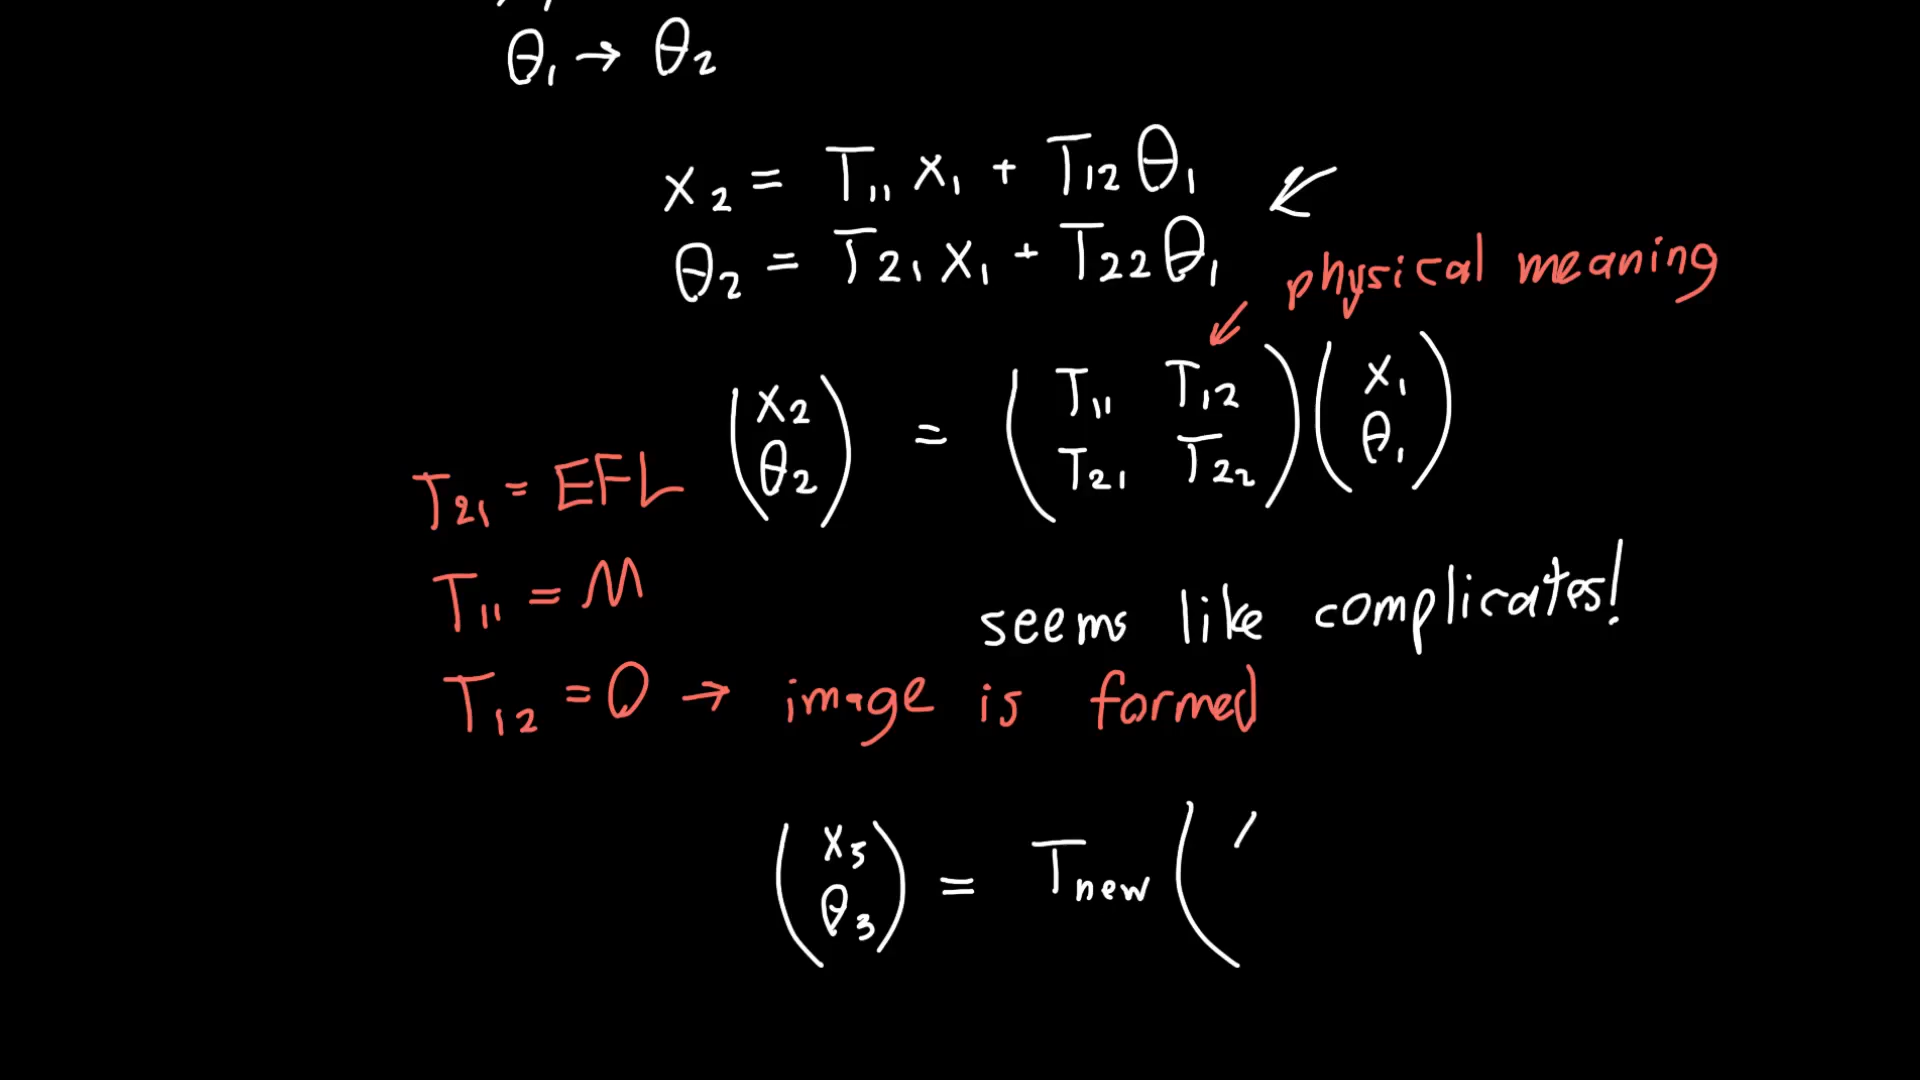 θ₁ → θ₂
x₂ = T₁₁ x₁ + T₁₂ θ₁
θ₂ = T₂₁ x₁ + T₂₂ θ₁
physical meaning
(x₂ θ₂) = (T₁₁ T₁₂ T₂₁ T₂₂) (x₁ θ₁)
T₂₁ = EFL
T₁₁ = M
seems like complicates!
T₁₂ = 0 → image is formed
(x₃ θ₃) = Tnew (